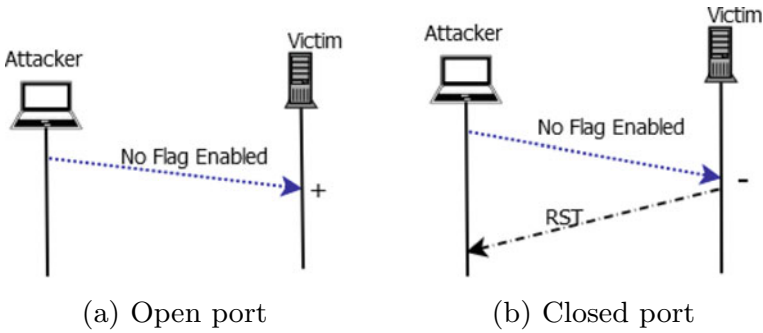 Attacker
Victim
No Flag Enabled
+
(a) Open port
Attacker
Victim
No Flag Enabled
-
RST
(b) Closed port